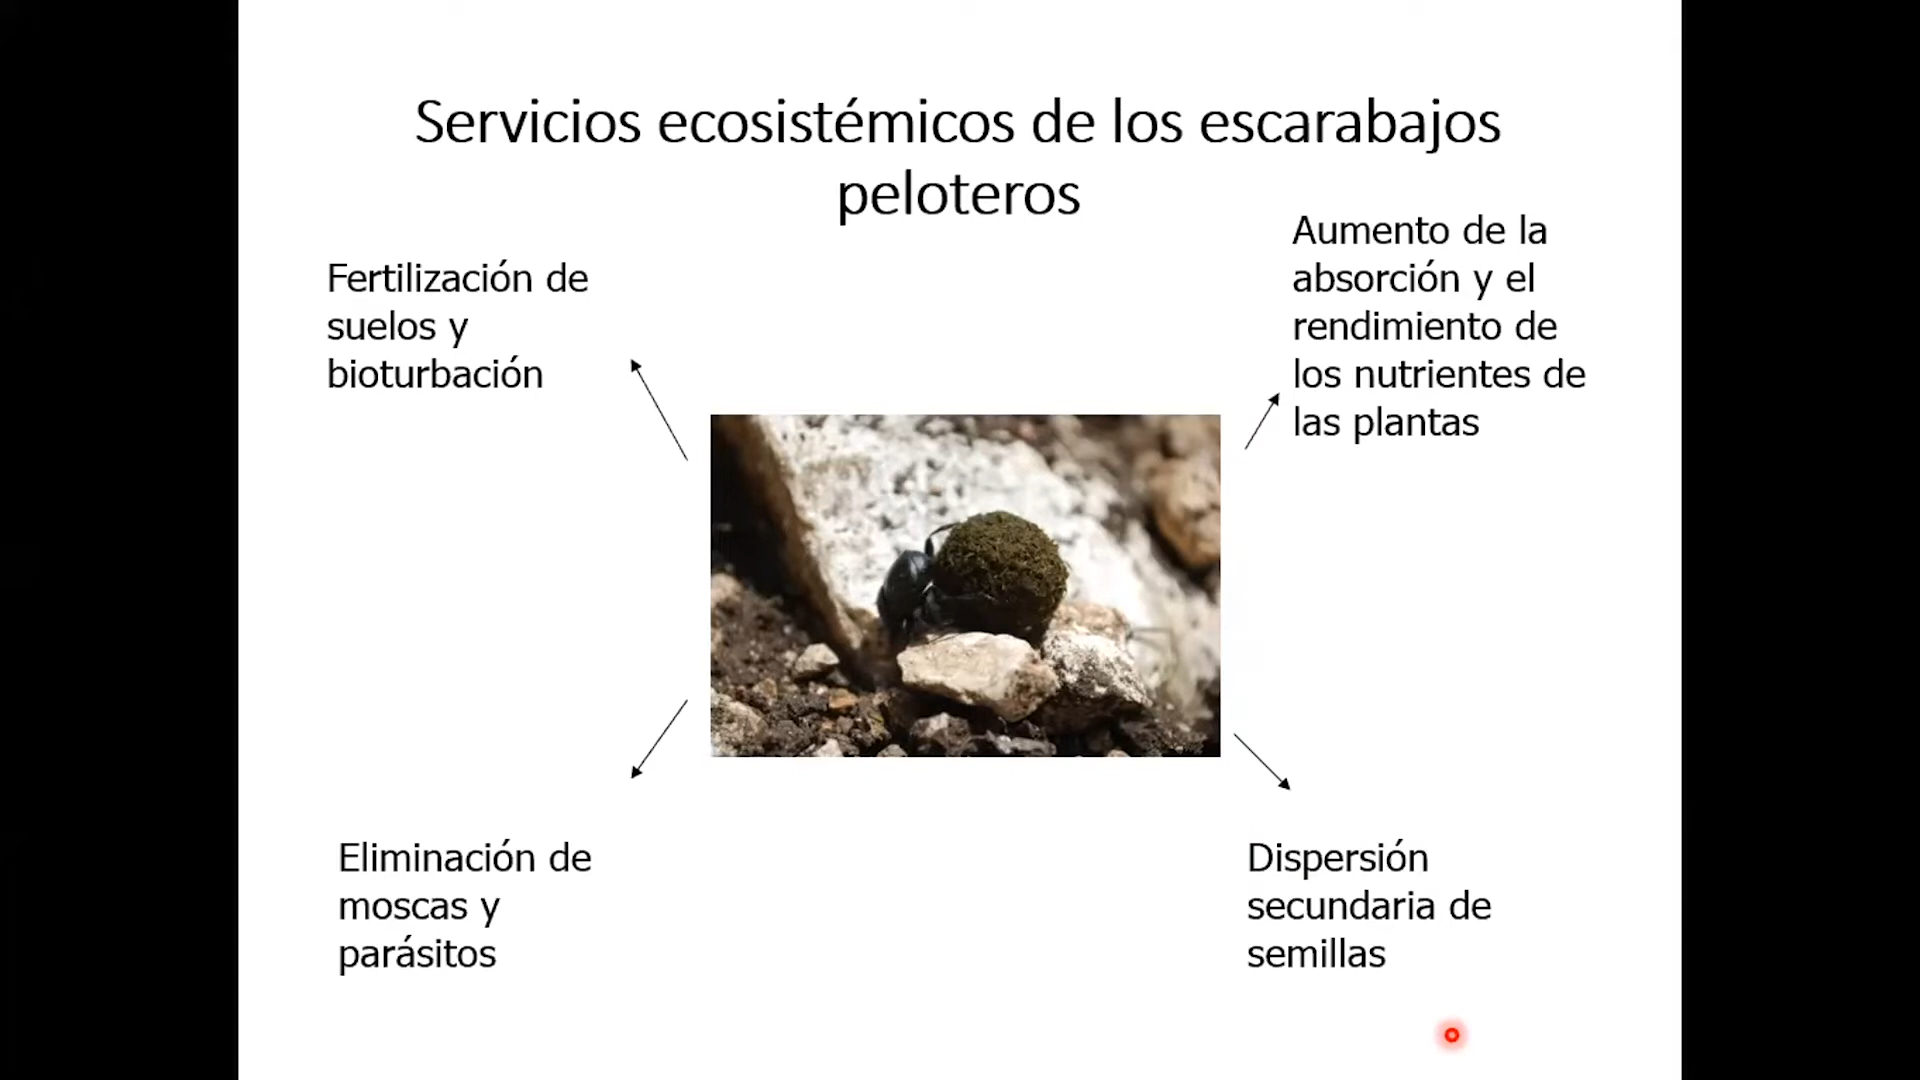 Servicios ecosistémicos de los escarabajos
peloteros
Fertilización de
suelos y
bioturbación
Aumento de la
absorción y el
rendimiento de
los nutrientes de
las plantas
Eliminación de
moscas y
parásitos
Dispersión
secundaria de
semillas